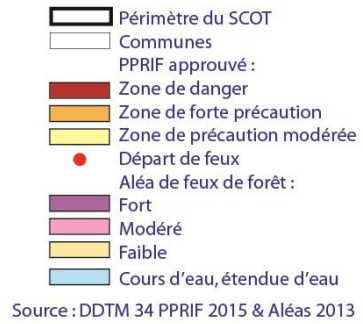 Périmètre du SCOT
Communes
PPRIF approuvé :
Zone de danger
Zone de forte précaution
Zone de précaution modérée
Départ de feux
Aléa de feux de forêt :
Fort
Modéré
Faible
Cours d'eau, étendue d'eau
Source : DDTM 34 PPRIF 2015 & Aléas 2013